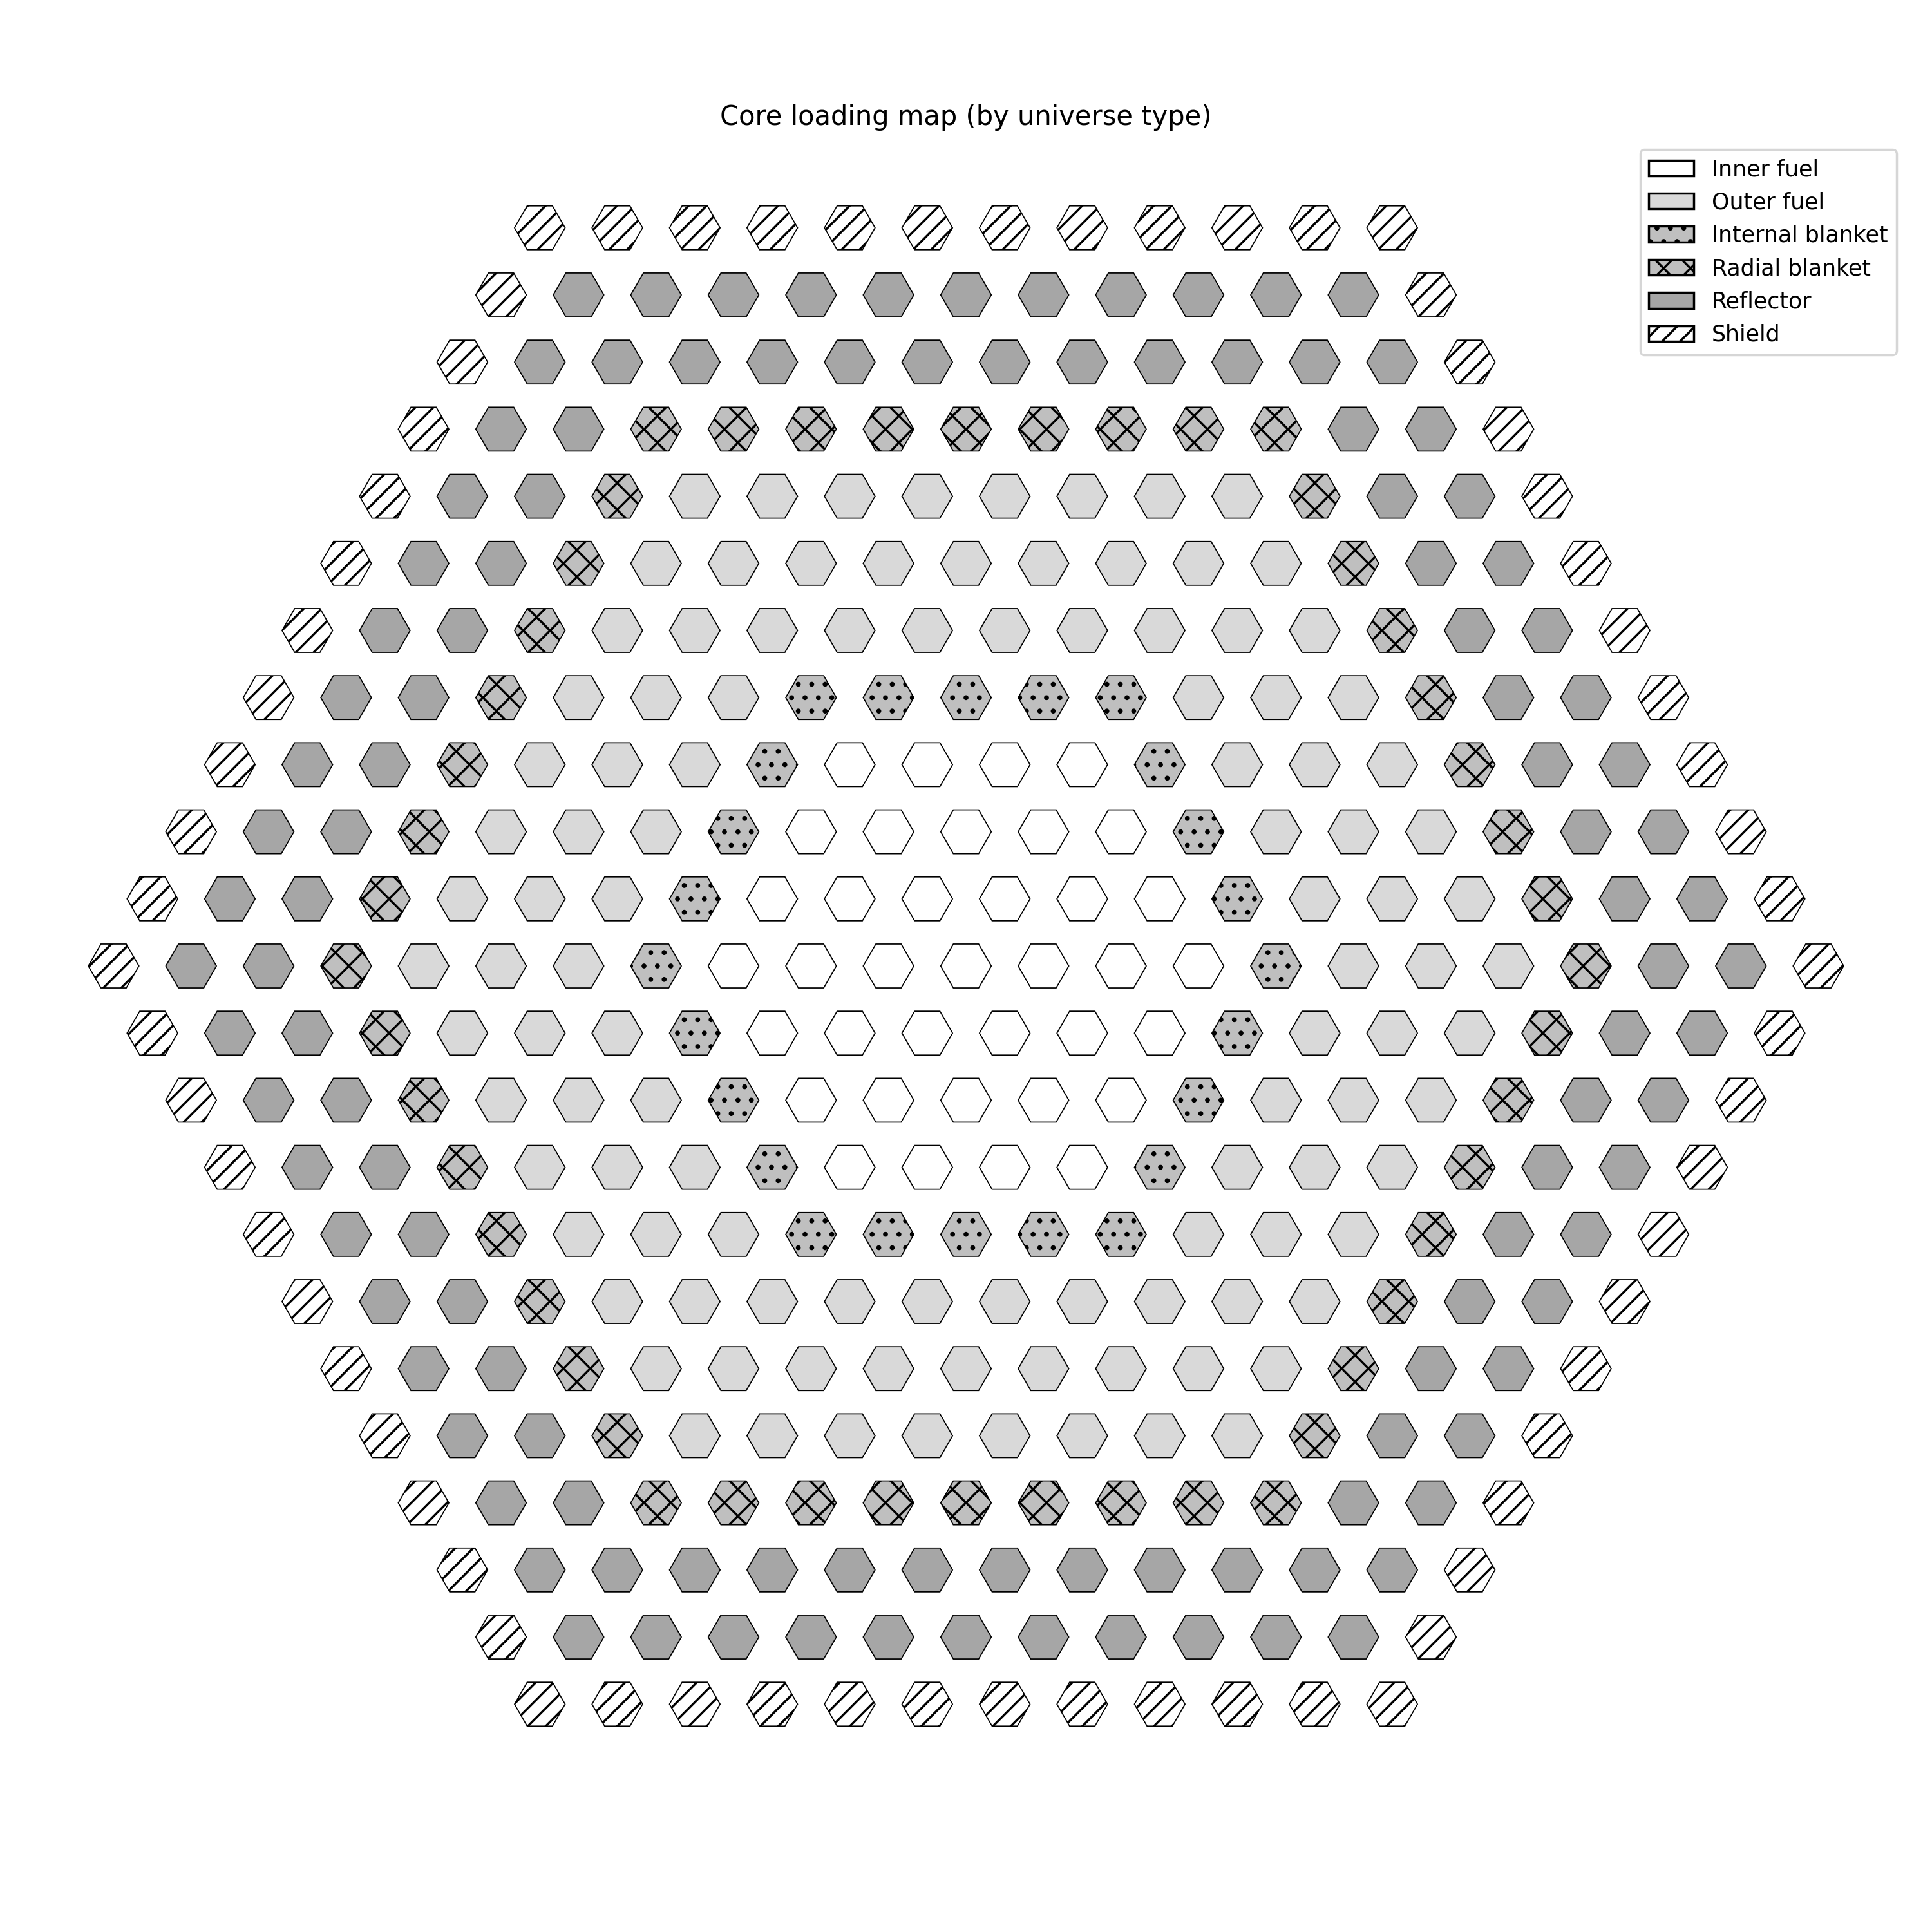 Core loading map (by universe type)
Inner fuel
Outer fuel
Internal blanket
Radial blanket
Reflector
Shield